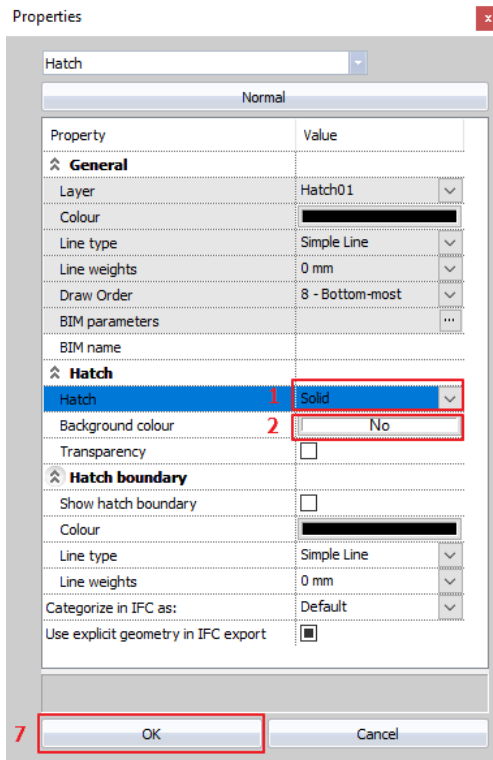 Properties x
Hatch
Normal
Property Value
General
Layer Hatch01
Colour
Line type Simple Line
Line weights 0 mm
Draw Order 8 - Bottom-most
BIM parameters ...
BIM name
Hatch
Hatch 1 Solid
Background colour 2 No
Transparency
Hatch boundary
Show hatch boundary
Colour
Line type Simple Line
Line weights 0 mm
Categorize in IFC as: Default
Use explicit geometry in IFC export
7 OK Cancel